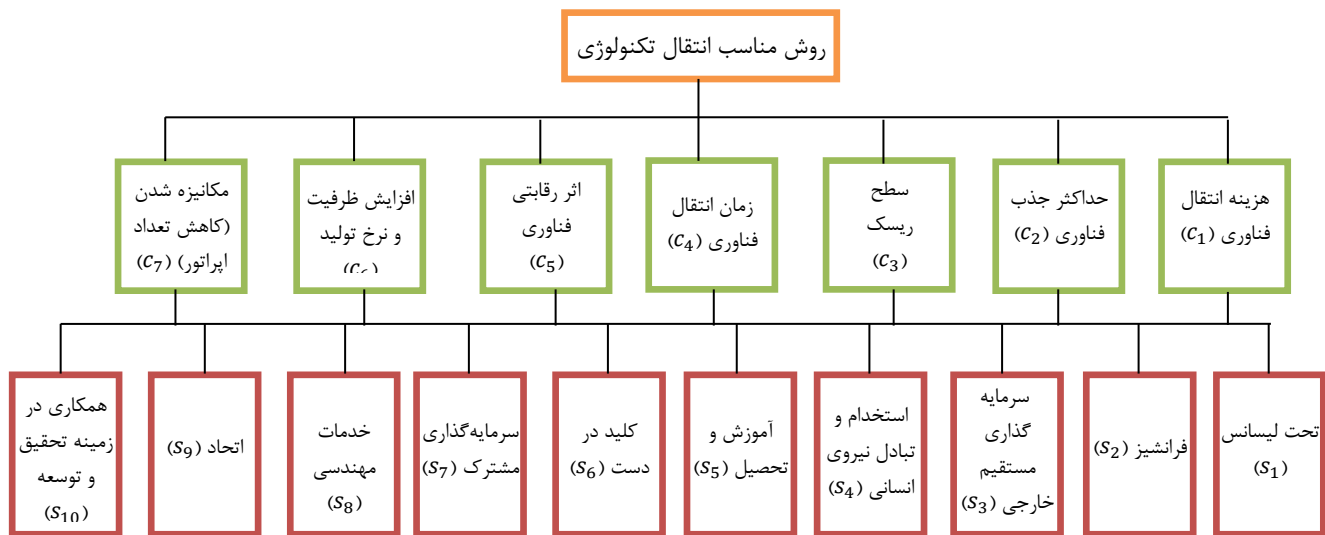 روش مناسب انتقال تکنولوژی
هزینه انتقال
فناوری (c₁)
حداکثر جذب
فناوری (c₂)
سطح
ریسک
(c₃)
زمان انتقال
فناوری (c₄)
اثر رقابتی
فناوری
(c₅)
افزایش ظرفیت
و نرخ تولید
(c₆)
مکانیزه شدن
(کاهش تعداد
اپراتور) (c₇)
تحت لیسانس
(s₁)
فرانشیز (s₂)
سرمایه
گذاری
مستقیم
خارجی (s₃)
استخدام و
تبادل نیروی
انسانی (s₄)
آموزش و
تحصیل (s₅)
کلید در
دست (s₆)
سرمایه‌گذاری
مشترک (s₇)
خدمات
مهندسی
(s₈)
اتحاد (s₉)
همکاری در
زمینه تحقیق
و توسعه
(s₁₀)